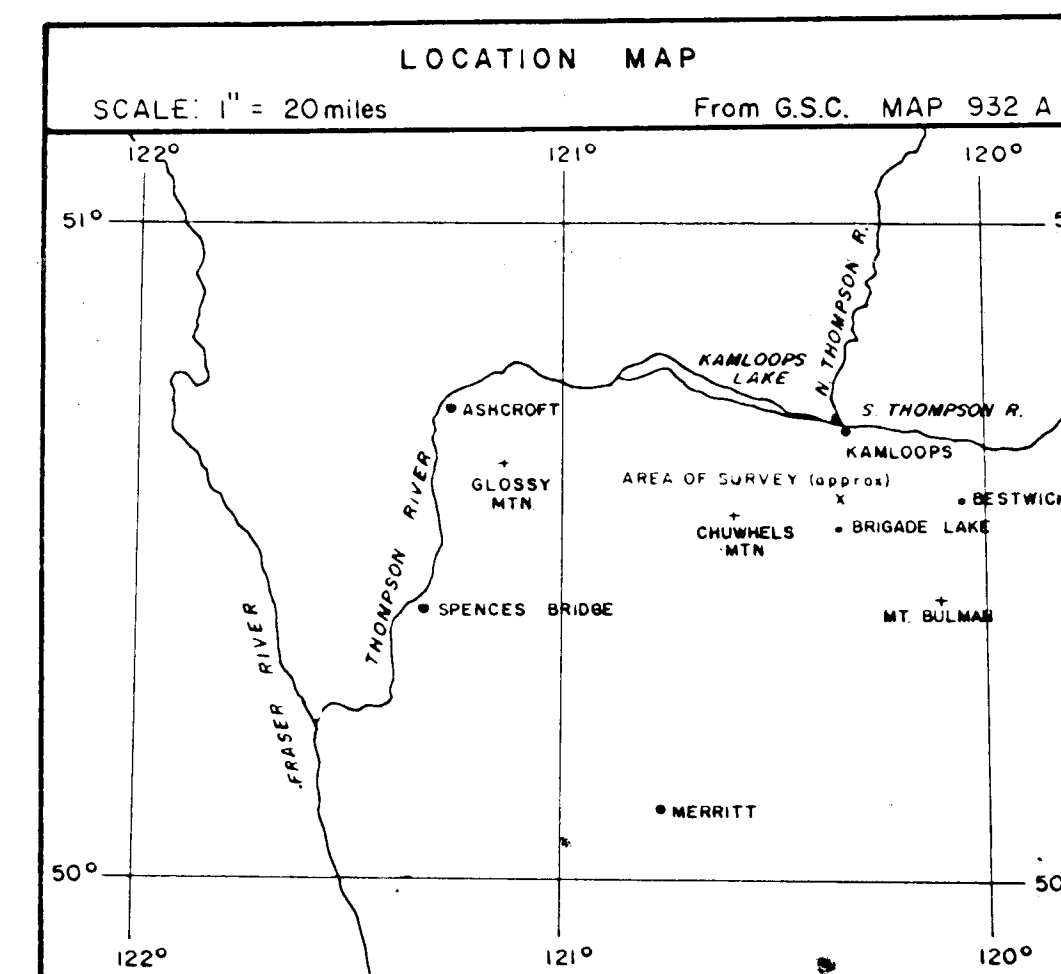 LOCATION MAP
SCALE: 1" = 20 miles From G.S.C. MAP 932 A
122° 121° 120°
51°
N. THOMPSON R.
KAMLOOPS
LAKE
S. THOMPSON R.
ASHCROFT
KAMLOOPS
GLOSSY
MTN.
AREA OF SURVEY (approx)
x
BESTWICK
CHUWHELS
MTN
BRIGADE LAKE
THOMPSON RIVER
SPENCES BRIDGE
MT. BULMAN
FRASER RIVER
MERRITT
50° 50
122° 121° 120°